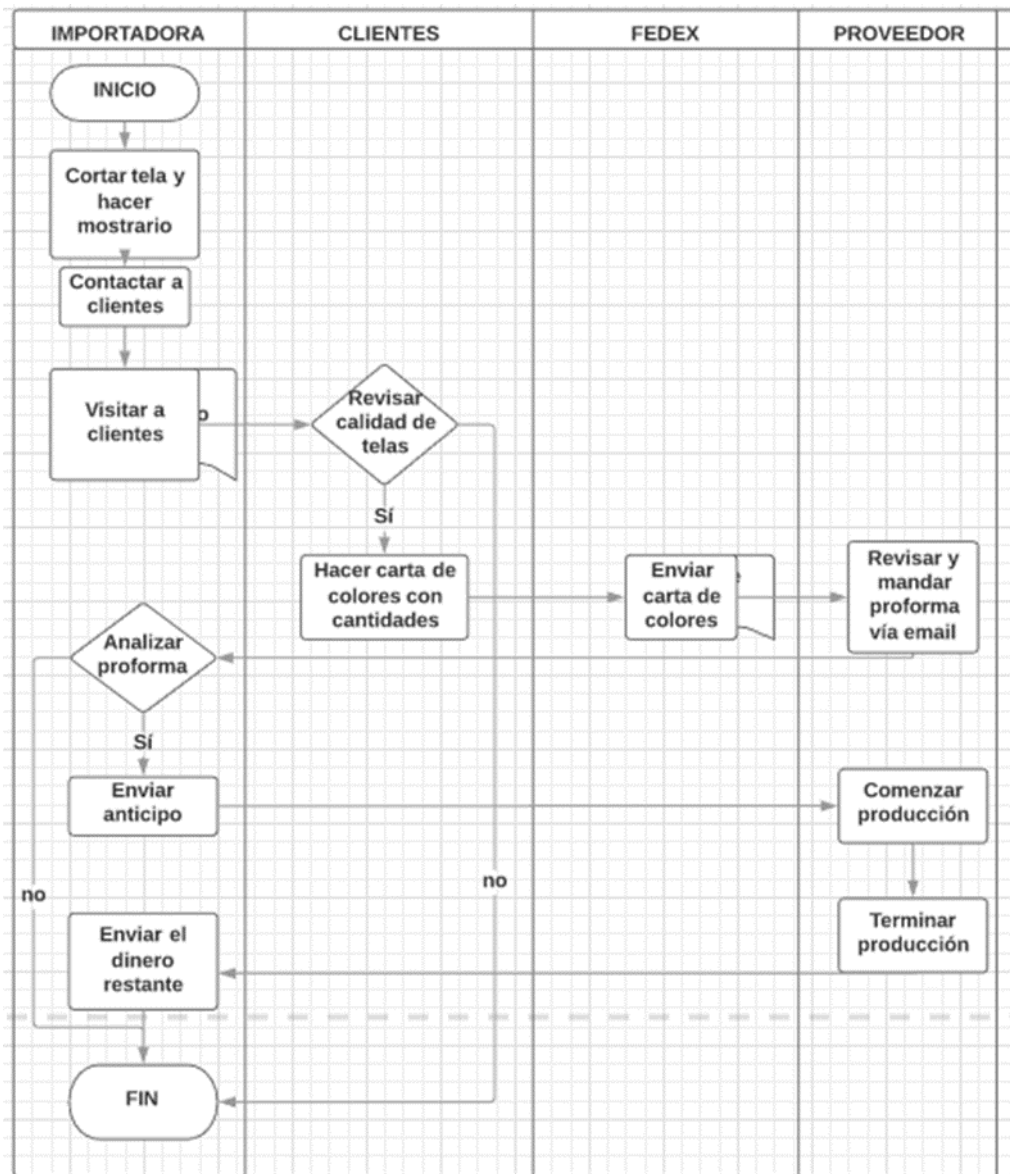 IMPORTADORA
CLIENTES
FEDEX
PROVEEDOR
INICIO
Cortar tela y
hacer
mostrario
Contactar a
clientes
Visitar a
clientes
Revisar
calidad de
telas
Sí
Hacer carta de
colores con
cantidades
Enviar
carta de
colores
Revisar y
mandar
proforma
vía email
Analizar
proforma
Sí
Enviar
anticipo
Comenzar
producción
no
no
Enviar el
dinero
restante
Terminar
producción
FIN